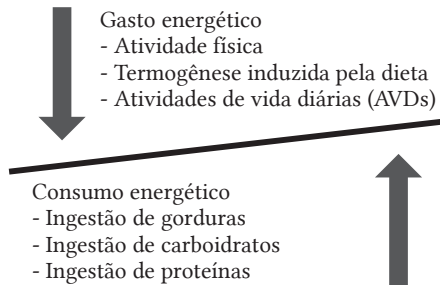 Gasto energético
- Atividade física
- Termogênese induzida pela dieta
- Atividades de vida diárias (AVDs)
Consumo energético
- Ingestão de gorduras
- Ingestão de carboidratos
- Ingestão de proteínas